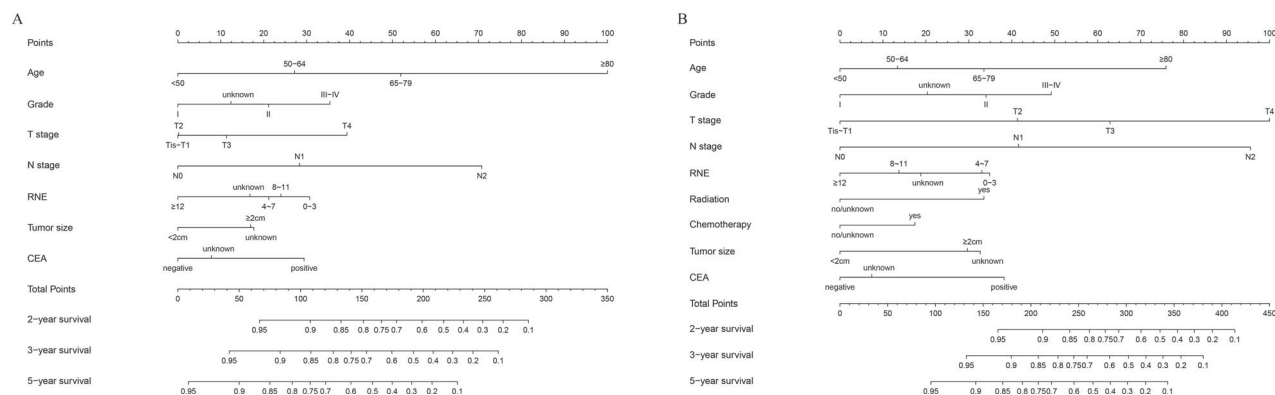 A
Points
0 10 20 30 40 50 60 70 80 90 100
Age
50−64 ≥80
<50 65−79
Grade
unknown III−IV
I II
T stage
T2 T4
Tis−T1 T3
N stage
N1
N0 N2
RNE
unknown 8~11
≥12 4~7 0~3
Tumor size
≥2cm
<2cm unknown
CEA
unknown
negative positive
Total Points
0 50 100 150 200 250 300 350
2−year survival
0.95 0.9 0.85 0.8 0.75 0.7 0.6 0.5 0.4 0.3 0.2 0.1
3−year survival
0.95 0.9 0.85 0.8 0.75 0.7 0.6 0.5 0.4 0.3 0.2 0.1
5−year survival
0.95 0.9 0.85 0.8 0.75 0.7 0.6 0.5 0.4 0.3 0.2 0.1
B
Points
0 10 20 30 40 50 60 70 80 90 100
Age
50−64 ≥80
<50 65−79
Grade
unknown III−IV
I II
T stage
T2 T4
Tis−T1 T3
N stage
N1
N0 N2
RNE
8~11 4~7
≥12 unknown 0~3
Radiation
yes
no/unknown
Chemotherapy
yes
no/unknown
Tumor size
≥2cm
<2cm unknown
CEA
unknown
negative positive
Total Points
0 50 100 150 200 250 300 350 400 450
2−year survival
0.95 0.9 0.85 0.8 0.75 0.7 0.6 0.5 0.4 0.3 0.2 0.1
3−year survival
0.95 0.9 0.85 0.8 0.75 0.7 0.6 0.5 0.4 0.3 0.2 0.1
5−year survival
0.95 0.9 0.85 0.8 0.75 0.7 0.6 0.5 0.4 0.3 0.2 0.1